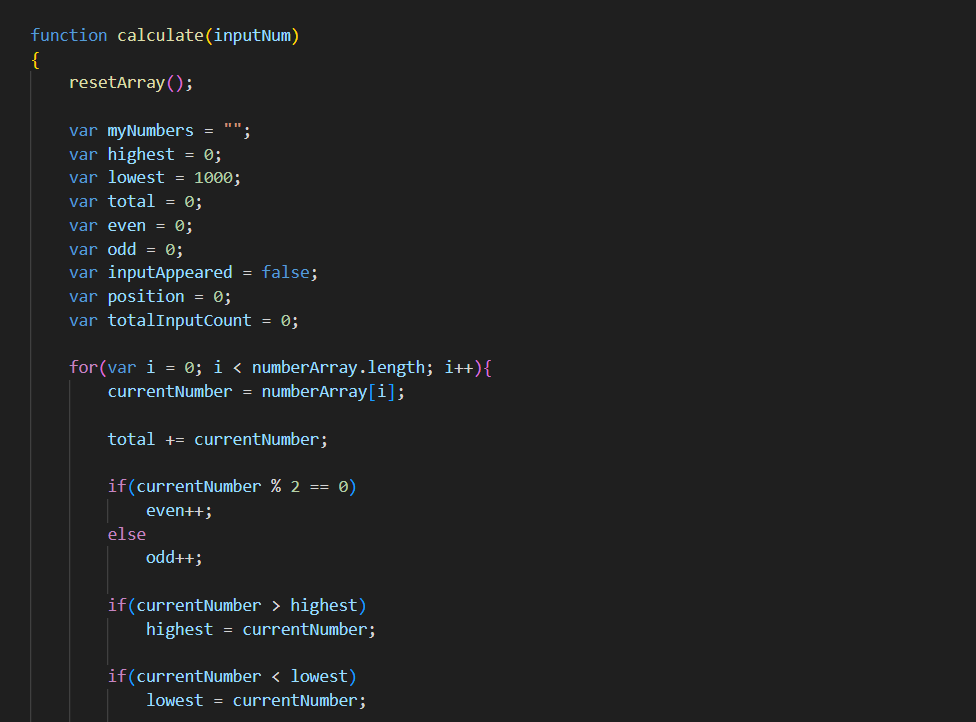 function calculate(inputNum)
{
    resetArray();

    var myNumbers = "";
    var highest = 0;
    var lowest = 1000;
    var total = 0;
    var even = 0;
    var odd = 0;
    var inputAppeared = false;
    var position = 0;
    var totalInputCount = 0;

    for(var i = 0; i < numberArray.length; i++){
        currentNumber = numberArray[i];

        total += currentNumber;

        if(currentNumber % 2 == 0)
            even++;
        else
            odd++;

        if(currentNumber > highest)
            highest = currentNumber;

        if(currentNumber < lowest)
            lowest = currentNumber;